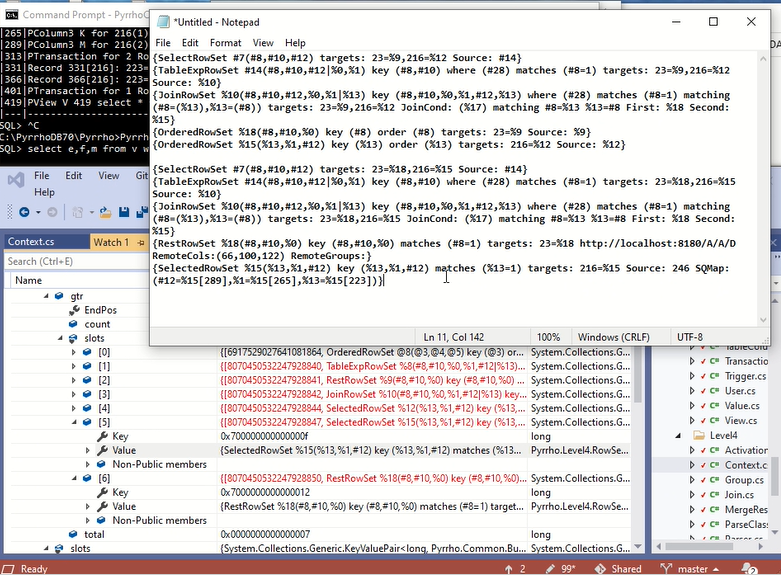 Command Prompt - PyrrhoC
|265|PColumn3 K for 216(1)
|289|PColumn3 M for 216(2)
|313|PTransaction for 2 Ro
|331|Record 331[216]: 223=
|366|Record 366[216]: 223=
|401|PTransaction for 1 Ro
|419|PView V 419 select *
|---|
SQL> ^C
C:\PyrrhoDB70\Pyrrho>Pyrrh
SQL> select e,f,m from v w
*Untitled - Notepad
File Edit Format View Help
{SelectRowSet #7(#8,#10,#12) targets: 23=%9,216=%12 Source: #14}
{TableExpRowSet #14(#8,#10,#12|%0,%1) key (#8,#10) where (#28) matches (#8=1) targets: 23=%9,216=%12
Source: %10}
{JoinRowSet %10(#8,#10,#12,%0,%1|%13) key (#8,#10,%0,%1,#12,%13) where (#28) matches (#8=1) matching
(#8=(%13),%13=(#8)) targets: 23=%9,216=%12 JoinCond: (%17) matching #8=%13 %13=#8 First: %18 Second:
%15}
{OrderedRowSet %18(#8,#10,%0) key (#8) order (#8) targets: 23=%9 Source: %9}
{OrderedRowSet %15(%13,%1,#12) key (%13) order (%13) targets: 216=%12 Source: %12}
{SelectRowSet #7(#8,#10,#12) targets: 23=%18,216=%15 Source: #14}
{TableExpRowSet #14(#8,#10,#12|%0,%1) key (#8,#10) where (#28) matches (#8=1) targets: 23=%18,216=%15
Source: %10}
{JoinRowSet %10(#8,#10,#12,%0,%1|%13) key (#8,#10,%0,%1,#12,%13) where (#28) matches (#8=1) matching
(#8=(%13),%13=(#8)) targets: 23=%18,216=%15 JoinCond: (%17) matching #8=%13 %13=#8 First: %18 Second:
%15}
{RestRowSet %18(#8,#10,%0) key (#8,#10,%0) matches (#8=1) targets: 23=%18 http://localhost:8180/A/A/D
RemoteCols:(66,100,122) RemoteGroups:}
{SelectedRowSet %15(%13,%1,#12) key (%13,%1,#12) matches (%13=1) targets: 216=%15 Source: 246 SQMap:
(#12=%15[289],%1=%15[265],%13=%15[223])}
Ln 11, Col 142 100% Windows (CRLF) UTF-8
File Edit View
Help
Context.cs Watch 1
Search (Ctrl+E)
Name
gtr
EndPos
count
slots
[0] {[6917529027641081864, OrderedRowSet @8(@3,@4,@5) key (@3) or... System.Collections.G...
[1] {[8070450532247928840, TableExpRowSet %8(#8,#10,%0,%1,#12|%13)... System.Collections.G...
[2] {[8070450532247928841, RestRowSet %9(#8,#10,%0) key (#8,#10,%0) ... System.Collections.G...
[3] {[8070450532247928842, JoinRowSet %10(#8,#10,%0,%1,#12|%13) key... System.Collections.G...
[4] {[8070450532247928844, SelectedRowSet %12(%13,%1,#12) key (%13,... System.Collections.G...
[5] {[8070450532247928847, SelectedRowSet %15(%13,%1,#12) key (%13,... System.Collections.G...
Key 0x700000000000000f long
Value {SelectedRowSet %15(%13,%1,#12) key (%13,%1,#12) matches (%13... Pyrrho.Level4.RowSe...
Non-Public members
[6] {[8070450532247928850, RestRowSet %18(#8,#10,%0) key (#8,#10,%0)... System.Collections.G...
Key 0x7000000000000012 long
Value {RestRowSet %18(#8,#10,%0) key (#8,#10,%0) matches (#8=1) target... Pyrrho.Level4.RowSe...
Non-Public members
total 0x0000000000000007 long
slots {System.Collections.Generic.KeyValuePair<long, Pyrrho.Common.Bu... System.Collections.G...
Transactio
Trigger.cs
User.cs
Value.cs
View.cs
Level4
Activation
Context.cs
Group.cs
Join.cs
MergeRes
ParseClass
Ready 2 99* Shared master 2